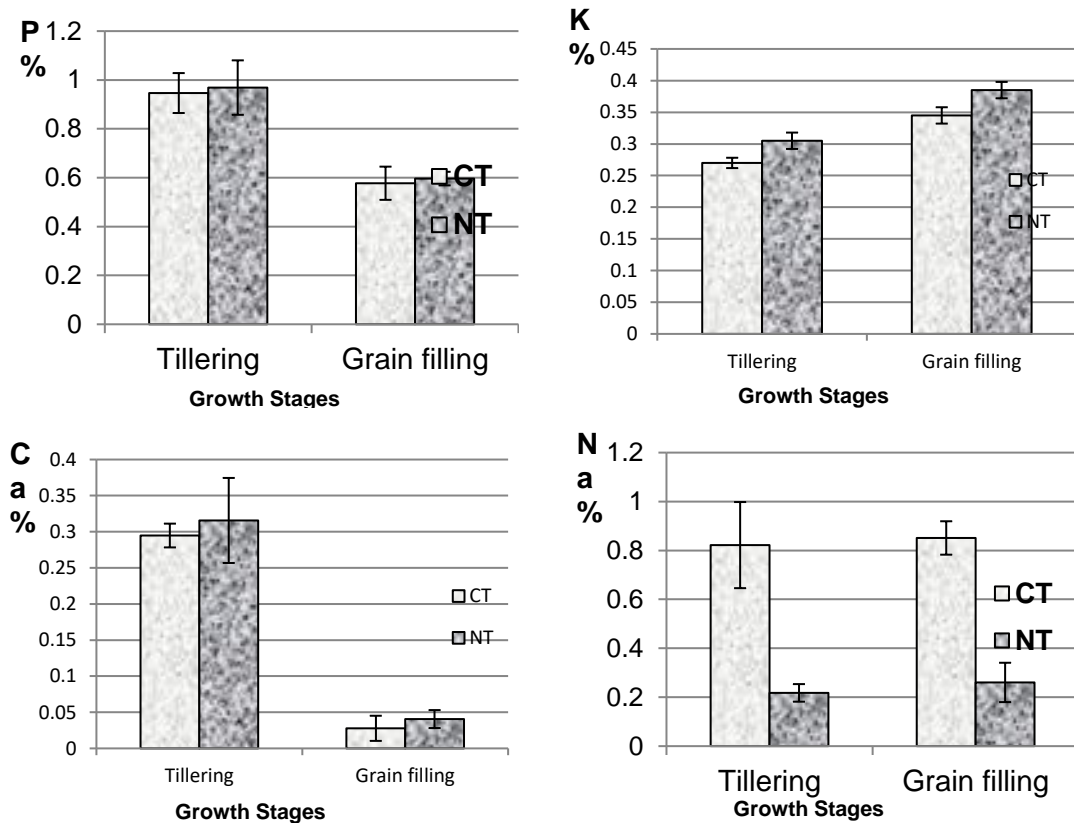 P
%
1.2
1
0.8
0.6
0.4
0.2
0
CT
NT
Tillering Grain filling
Growth Stages
K
%
0.45
0.4
0.35
0.3
0.25
0.2
0.15
0.1
0.05
0
CT
NT
Tillering Grain filling
Growth Stages
C
a
%
0.4
0.35
0.3
0.25
0.2
0.15
0.1
0.05
0
CT
NT
Tillering Grain filling
Growth Stages
N
a
%
1.2
1
0.8
0.6
0.4
0.2
0
CT
NT
Tillering Grain filling
Growth Stages